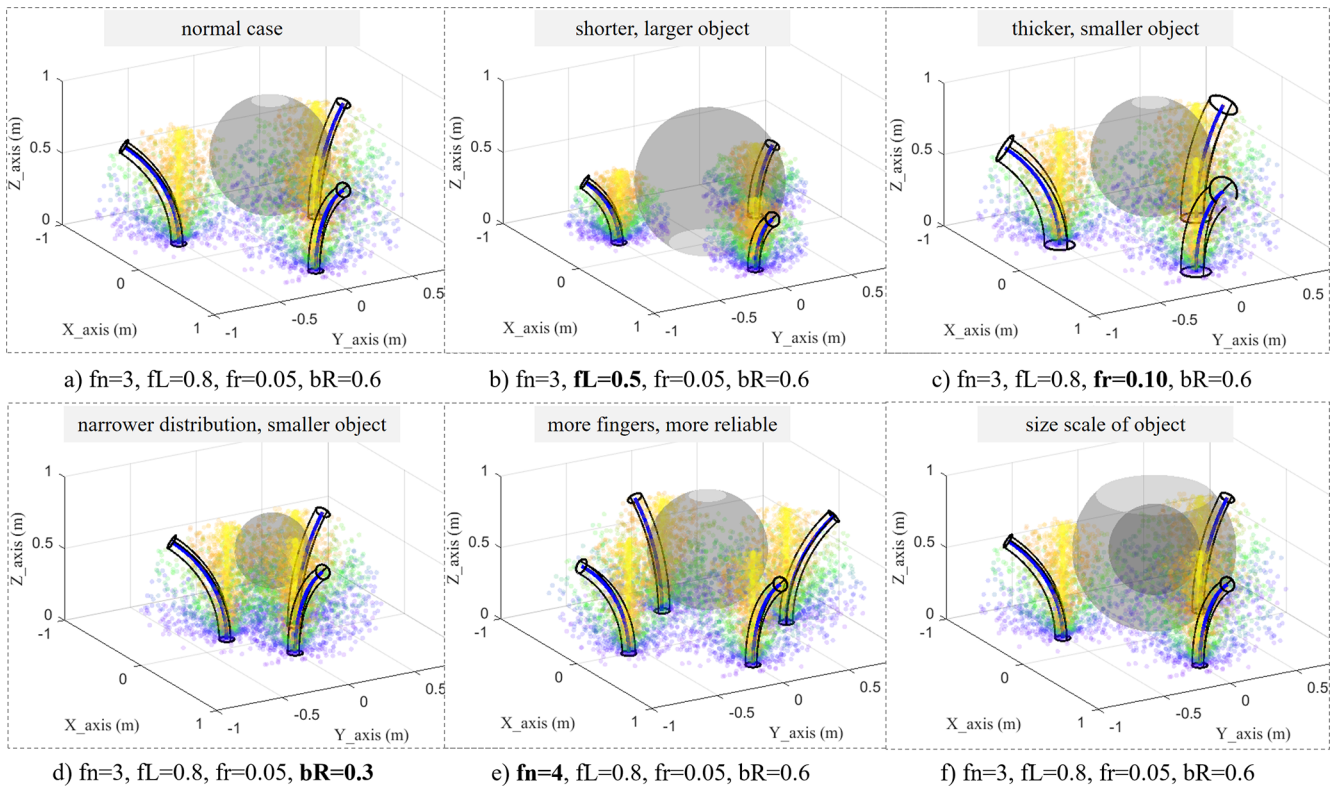 normal case
1
0.5
0
-1
0
1
-1
-0.5
0
0.5
Z_axis (m)
X_axis (m)
Y_axis (m)
a) fn=3, fL=0.8, fr=0.05, bR=0.6
shorter, larger object
1
0.5
0
-1
0
1
-1
-0.5
0
0.5
Z_axis (m)
X_axis (m)
Y_axis (m)
b) fn=3, fL=0.5, fr=0.05, bR=0.6
thicker, smaller object
1
0.5
0
-1
0
1
-1
-0.5
0
0.5
Z_axis (m)
X_axis (m)
Y_axis (m)
c) fn=3, fL=0.8, fr=0.10, bR=0.6
narrower distribution, smaller object
1
0.5
0
-1
0
1
-1
-0.5
0
0.5
Z_axis (m)
X_axis (m)
Y_axis (m)
d) fn=3, fL=0.8, fr=0.05, bR=0.3
more fingers, more reliable
1
0.5
0
-1
0
1
-1
-0.5
0
0.5
Z_axis (m)
X_axis (m)
Y_axis (m)
e) fn=4, fL=0.8, fr=0.05, bR=0.6
size scale of object
1
0.5
0
-1
0
1
-1
-0.5
0
0.5
Z_axis (m)
X_axis (m)
Y_axis (m)
f) fn=3, fL=0.8, fr=0.05, bR=0.6